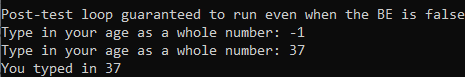 Post-test loop guaranteed to run even when the BE is false
Type in your age as a whole number: -1
Type in your age as a whole number: 37
You typed in 37